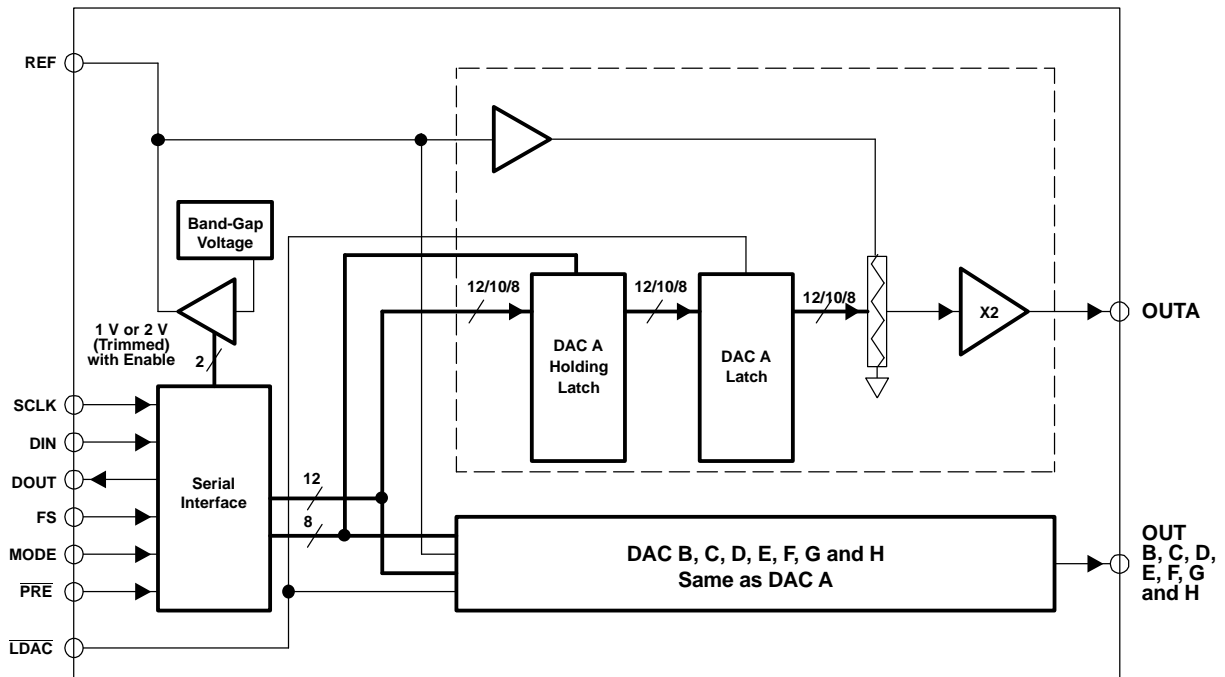 REF
Band-Gap
Voltage
1 V or 2 V
(Trimmed)
with Enable
2
12/10/8
12/10/8
12/10/8
DAC A
Holding
Latch
DAC A
Latch
X2
OUTA
SCLK
DIN
DOUT
FS
MODE
PRE
LDAC
Serial
Interface
12
8
DAC B, C, D, E, F, G and H
Same as DAC A
OUT
B, C, D,
E, F, G
and H